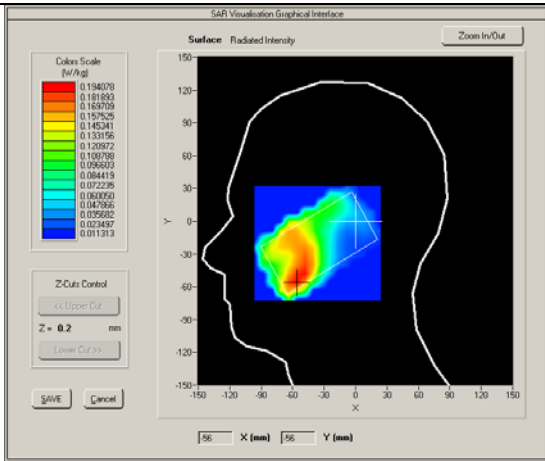 SAR Visualisation Graphical Interface
Surface Radiated Intensity
Zoom In/Out
Colors Scale
(W/kg)
0.194078
0.181893
0.169709
0.157525
0.145341
0.133156
0.120972
0.108788
0.096603
0.084419
0.072235
0.060050
0.047866
0.035682
0.023497
0.011313
Z-Cuts Control
<< Upper Cut
Z = 0.2 mm
Lower Cut >>
SAVE Cancel
150
120
90
60
30
0
-30
-60
-90
-120
-150
Y
-150 -120 -90 -60 -30 0 30 60 90 120 150
X
-56 X (mm) -56 Y (mm)